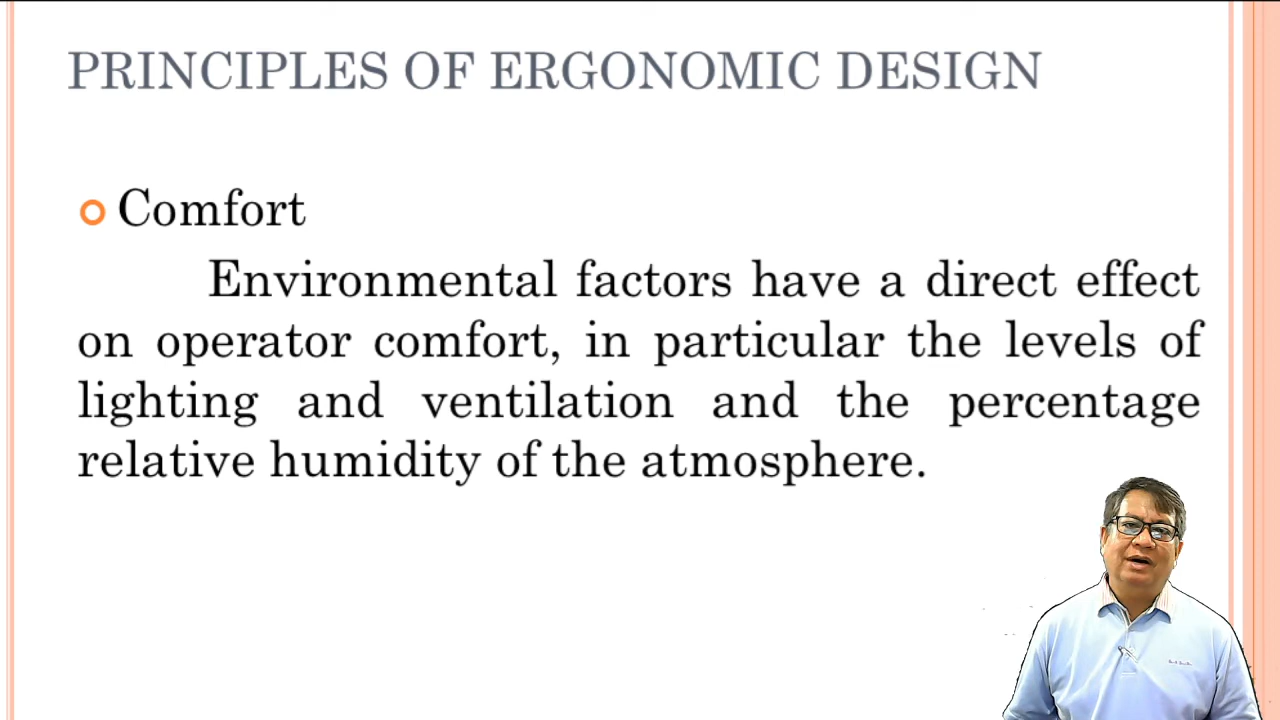 PRINCIPLES OF ERGONOMIC DESIGN
Comfort
Environmental factors have a direct effect
on operator comfort, in particular the levels of
lighting and ventilation and the percentage
relative humidity of the atmosphere.